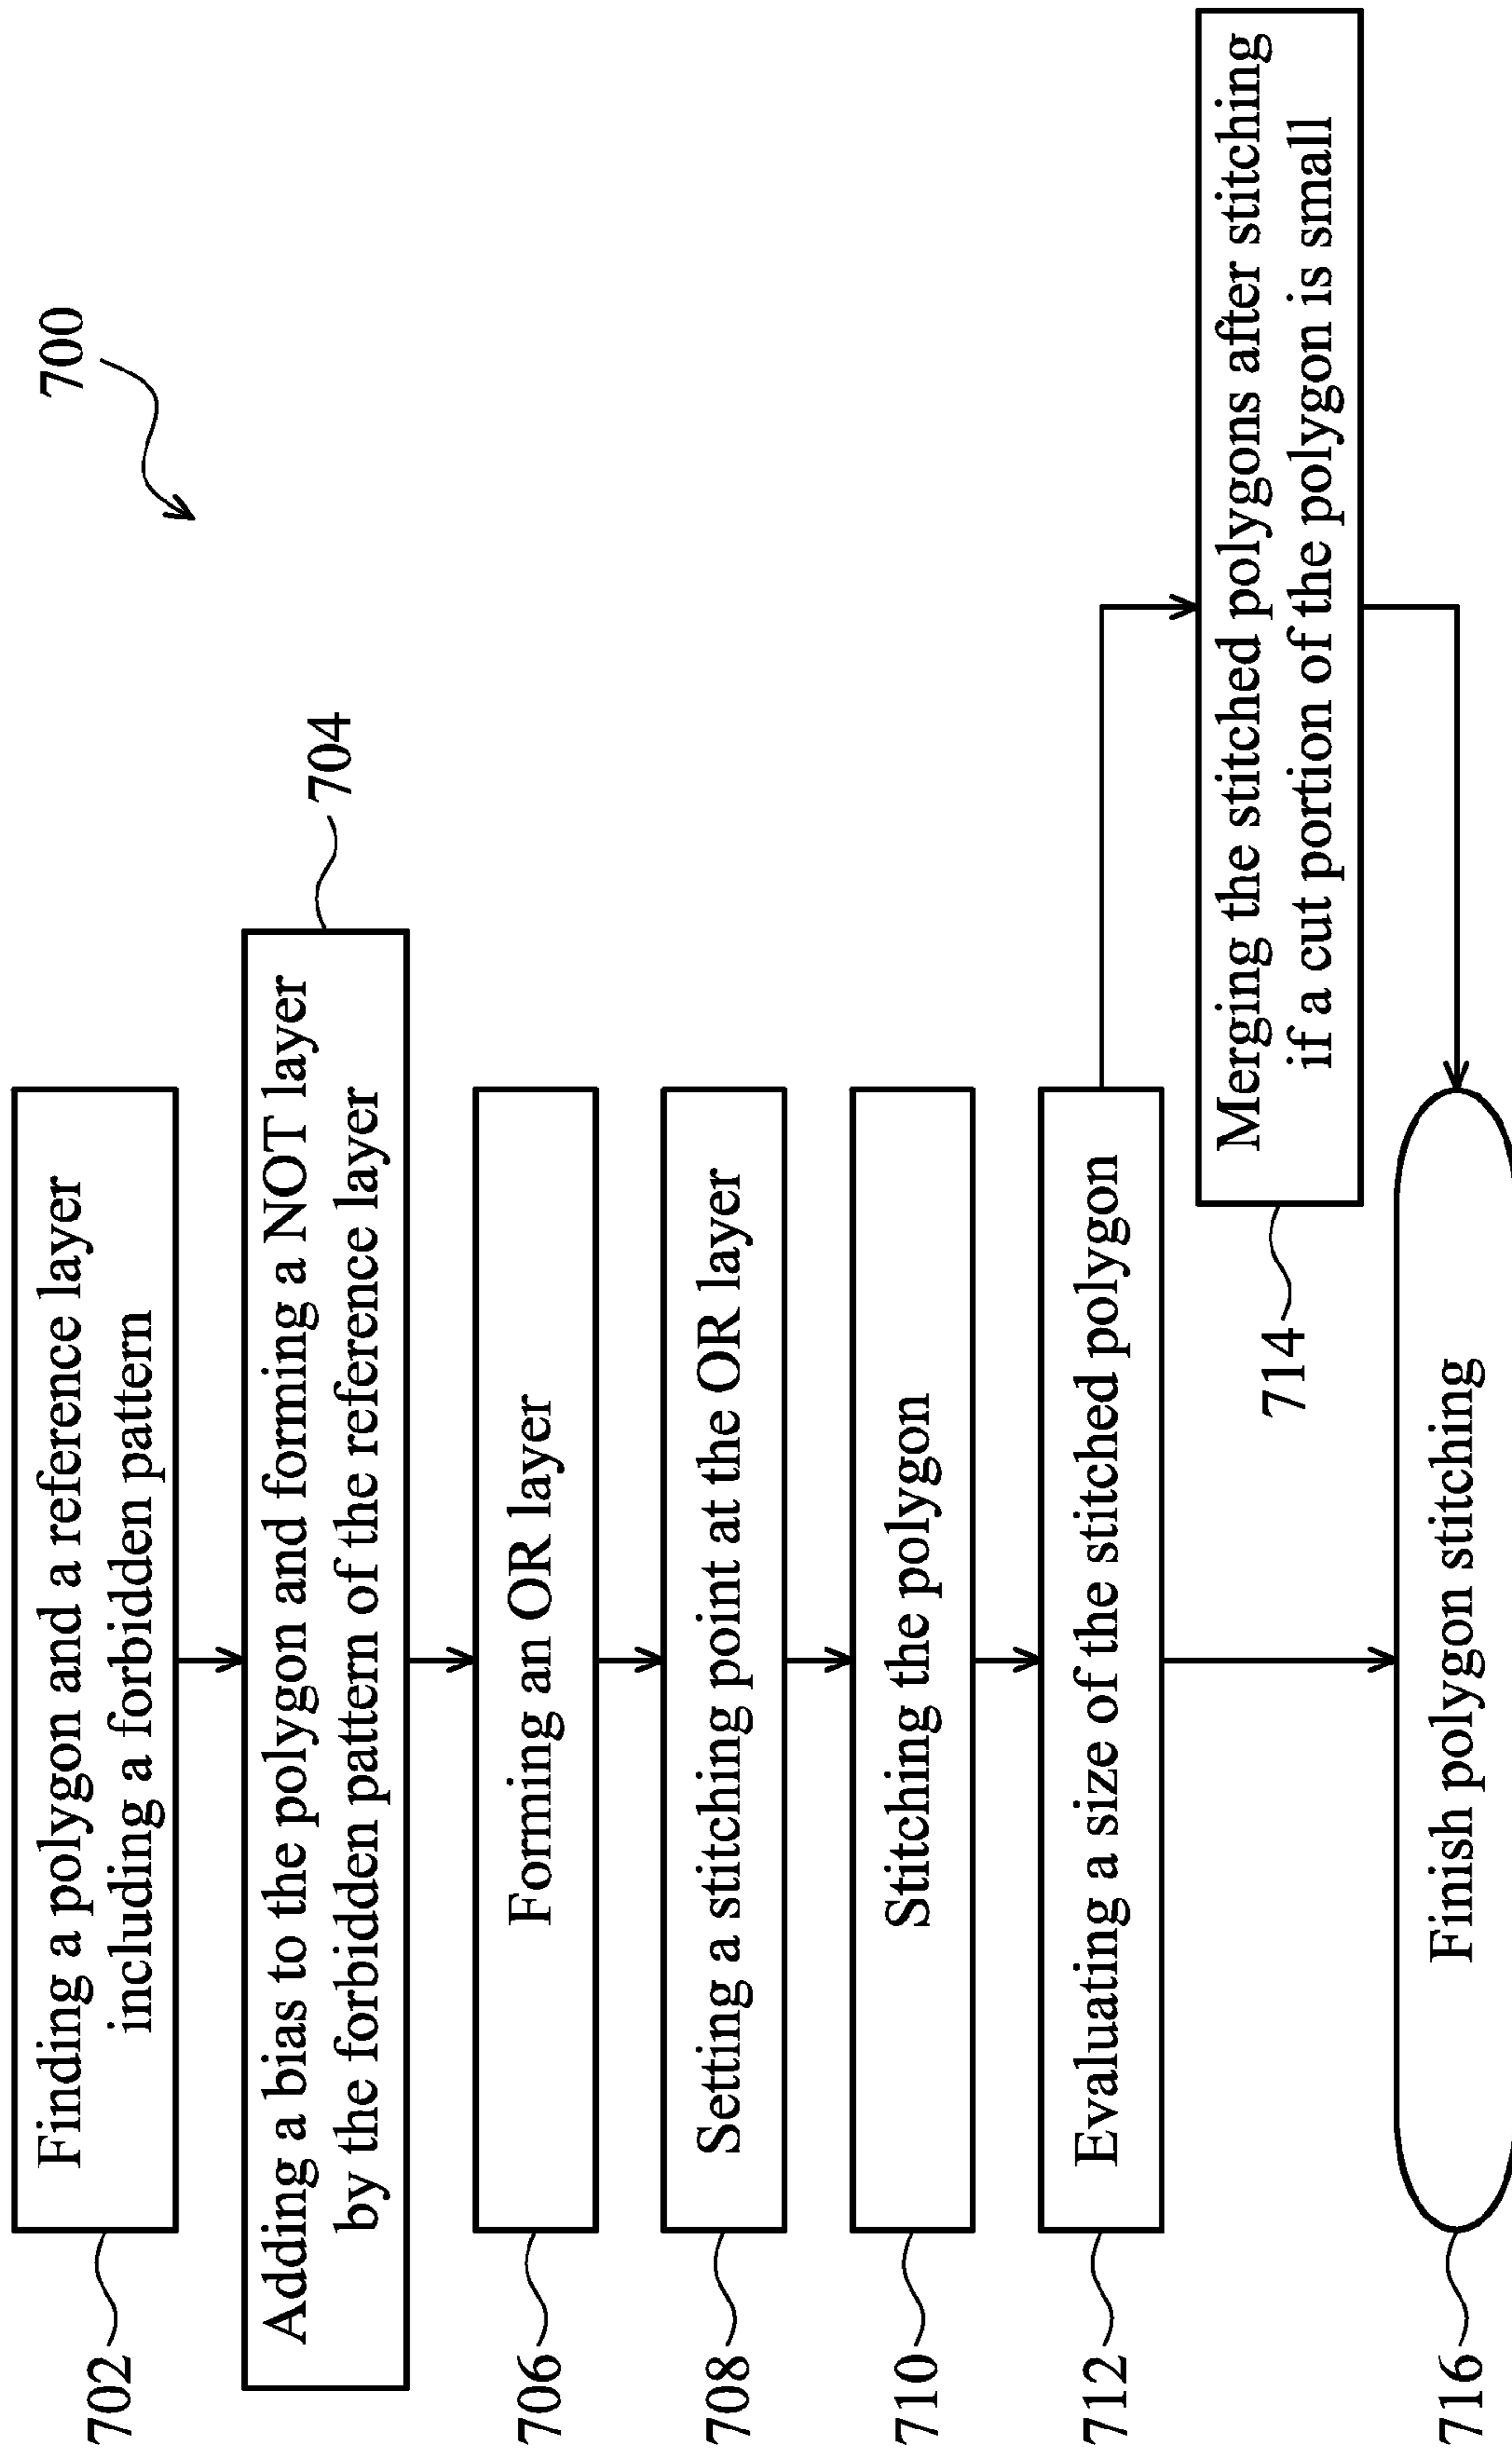 700
702
Finding a polygon and a reference layer
including a forbidden pattern
704
Adding a bias to the polygon and forming a NOT layer
by the forbidden pattern of the reference layer
706
Forming an OR layer
708
Setting a stitching point at the OR layer
710
Stitching the polygon
712
Evaluating a size of the stitched polygon
714
Merging the stitched polygons after stitching
if a cut portion of the polygon is small
716
Finish polygon stitching